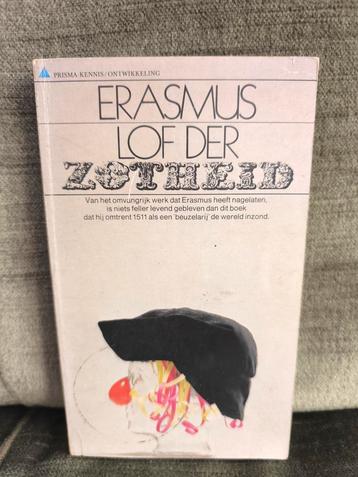 PRISMA-KENNIS/ONTWIKKELING
ERASMUS
LOF DER
ZOTHEID
Van het omvangrijk werk dat Erasmus heeft nagelaten,
is niets feller levend gebleven dan dit boek
dat hij omtrent 1511 als een 'beuzelarij' de wereld inzond.